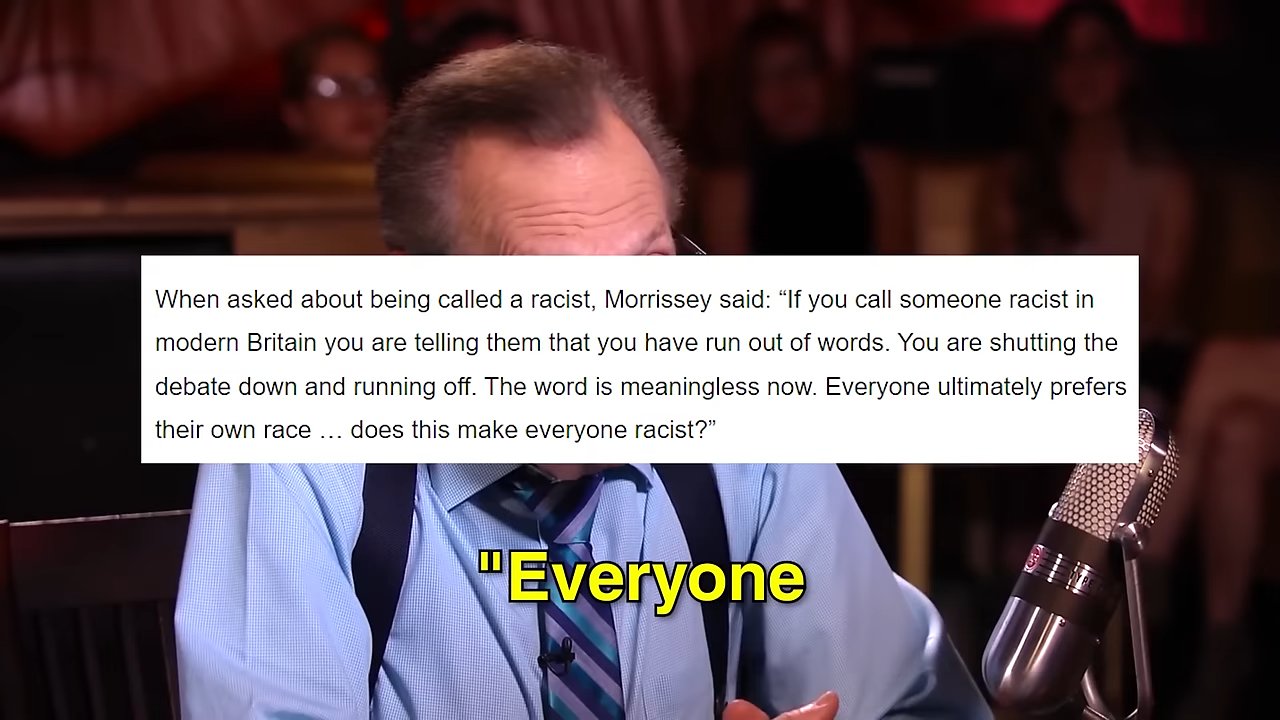 When asked about being called a racist, Morrissey said: “If you call someone racist in
modern Britain you are telling them that you have run out of words. You are shutting the
debate down and running off. The word is meaningless now. Everyone ultimately prefers
their own race … does this make everyone racist?”
"Everyone